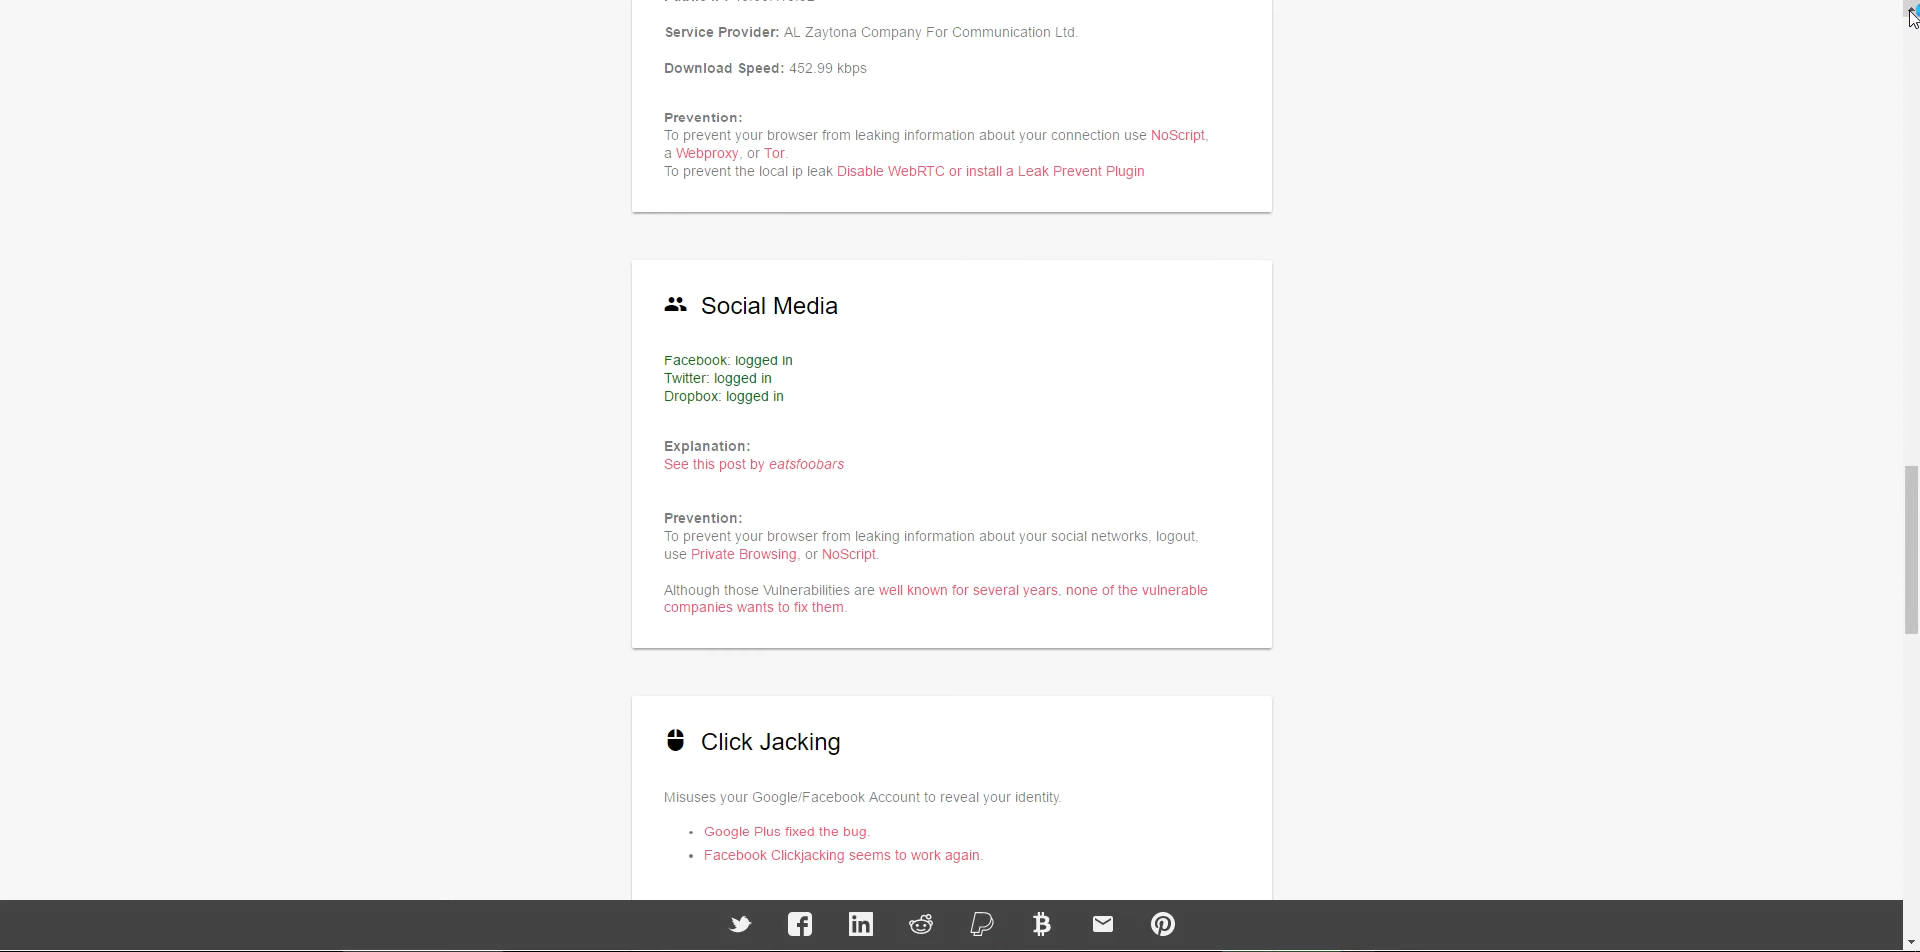 Service Provider: AL Zaytona Company For Communication Ltd.
Download Speed: 452.99 kbps
Prevention:
To prevent your browser from leaking information about your connection use NoScript,
a Webproxy, or Tor.
To prevent the local ip leak Disable WebRTC or install a Leak Prevent Plugin
Social Media
Facebook: logged in
Twitter: logged in
Dropbox: logged in
Explanation:
See this post by eatsfoobars
Prevention:
To prevent your browser from leaking information about your social networks, logout,
use Private Browsing, or NoScript.
Although those Vulnerabilities are well known for several years, none of the vulnerable
companies wants to fix them.
Click Jacking
Misuses your Google/Facebook Account to reveal your identity.
• Google Plus fixed the bug.
• Facebook Clickjacking seems to work again.